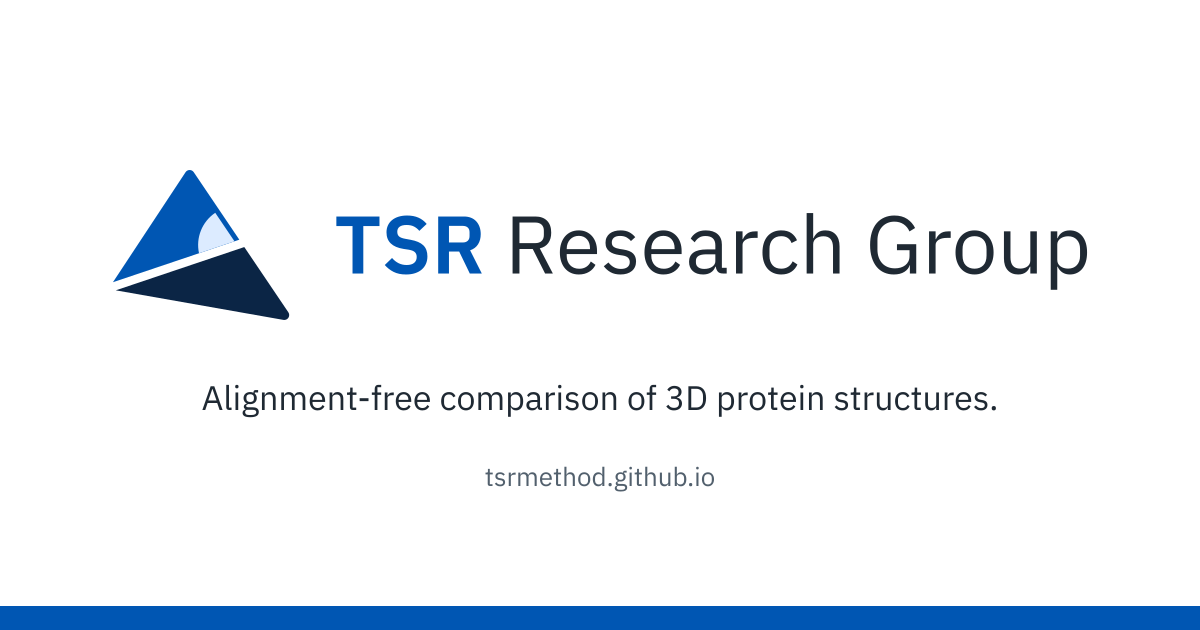 TSR Research Group
Alignment-free comparison of 3D protein structures.
tsrmethod.github.io